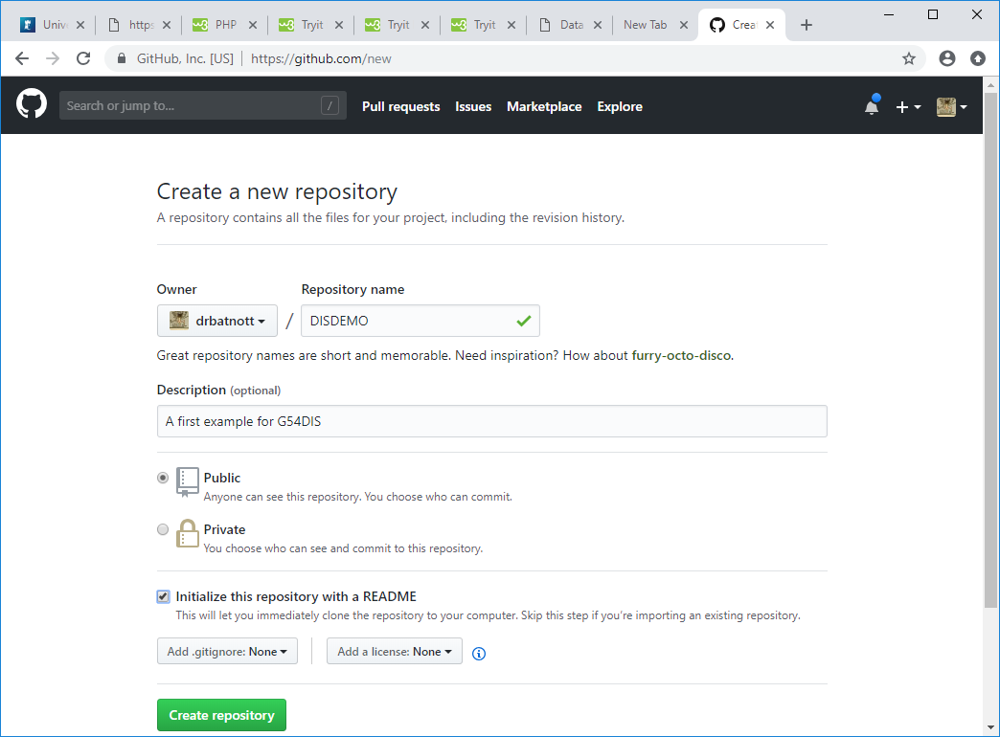 Univ https PHP Tryit Tryit Tryit Data New Tab Crea
GitHub, Inc. [US] https://github.com/new
Search or jump to... / Pull requests Issues Marketplace Explore
Create a new repository
A repository contains all the files for your project, including the revision history.
Owner Repository name
drbatnott / DISDEMO
Great repository names are short and memorable. Need inspiration? How about furry-octo-disco.
Description (optional)
A first example for G54DIS
Public
Anyone can see this repository. You choose who can commit.
Private
You choose who can see and commit to this repository.
Initialize this repository with a README
This will let you immediately clone the repository to your computer. Skip this step if you're importing an existing repository.
Add .gitignore: None Add a license: None
Create repository